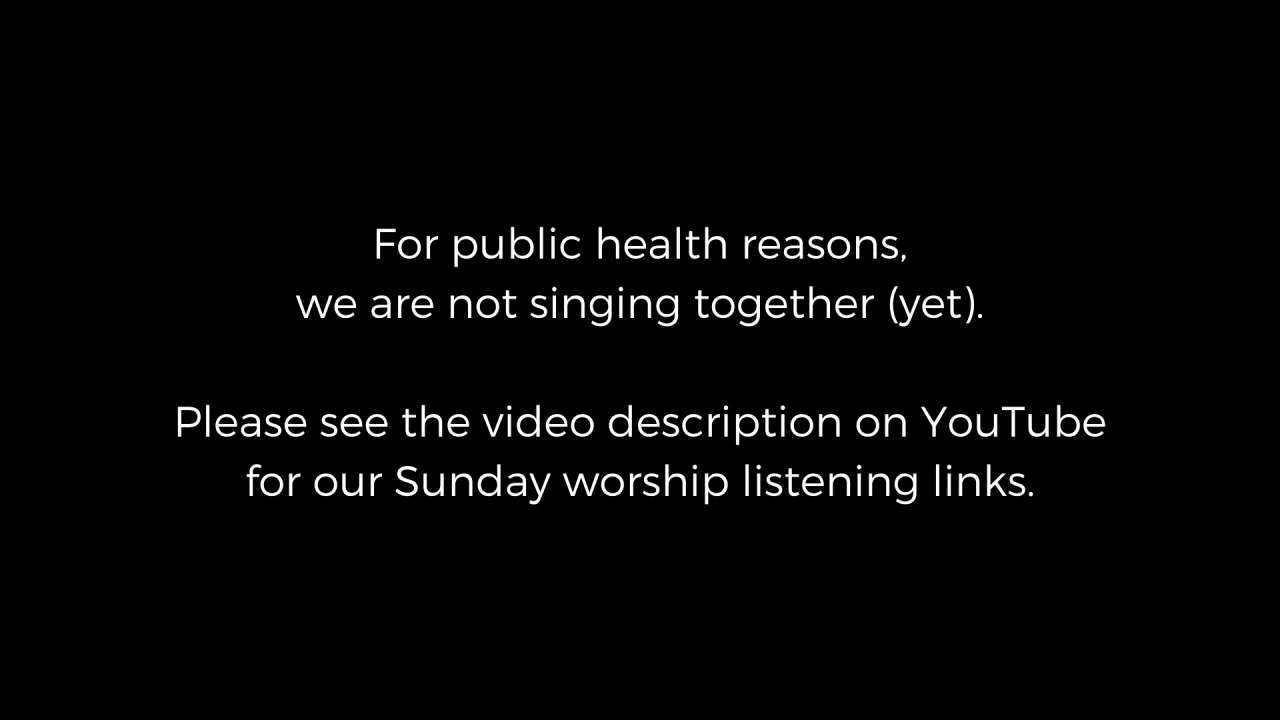 For public health reasons,
we are not singing together (yet).
Please see the video description on YouTube
for our Sunday worship listening links.